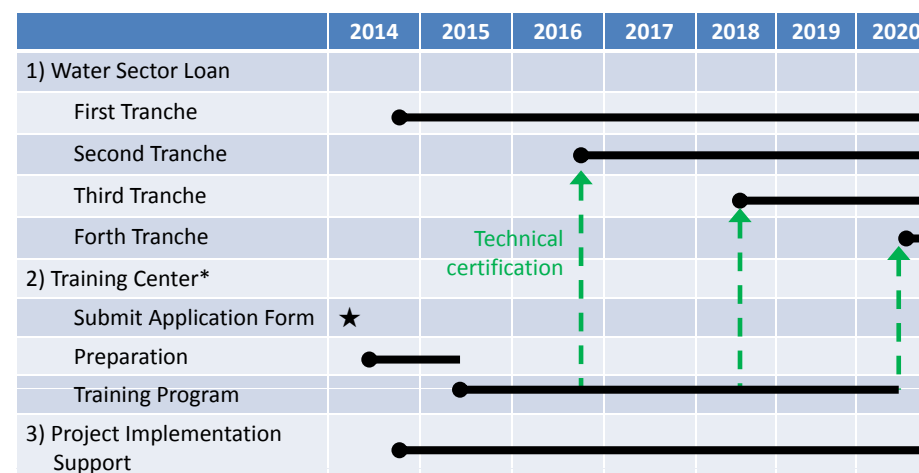 2014 2015 2016 2017 2018 2019 2020
1) Water Sector Loan
First Tranche
Second Tranche
Third Tranche
Forth Tranche
Technical
certification
2) Training Center*
Submit Application Form ★
Preparation
Training Program
3) Project Implementation
Support